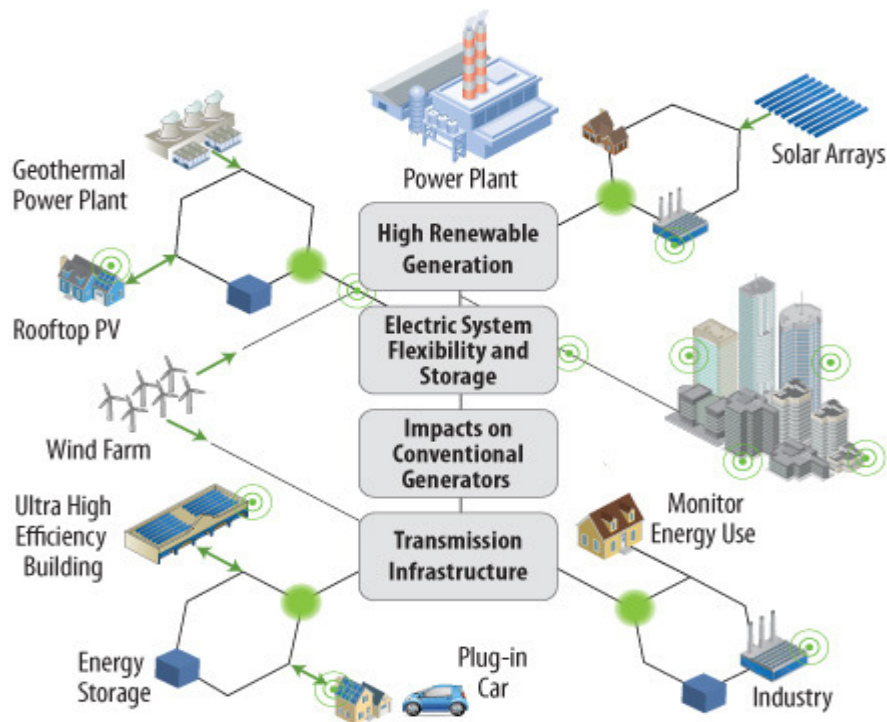 Geothermal
Power Plant
Power Plant
Solar Arrays
High Renewable
Generation
Rooftop PV
Electric System
Flexibility and
Storage
Wind Farm
Impacts on
Conventional
Generators
Ultra High
Efficiency
Building
Monitor
Energy Use
Transmission
Infrastructure
Energy
Storage
Plug-in
Car
Industry